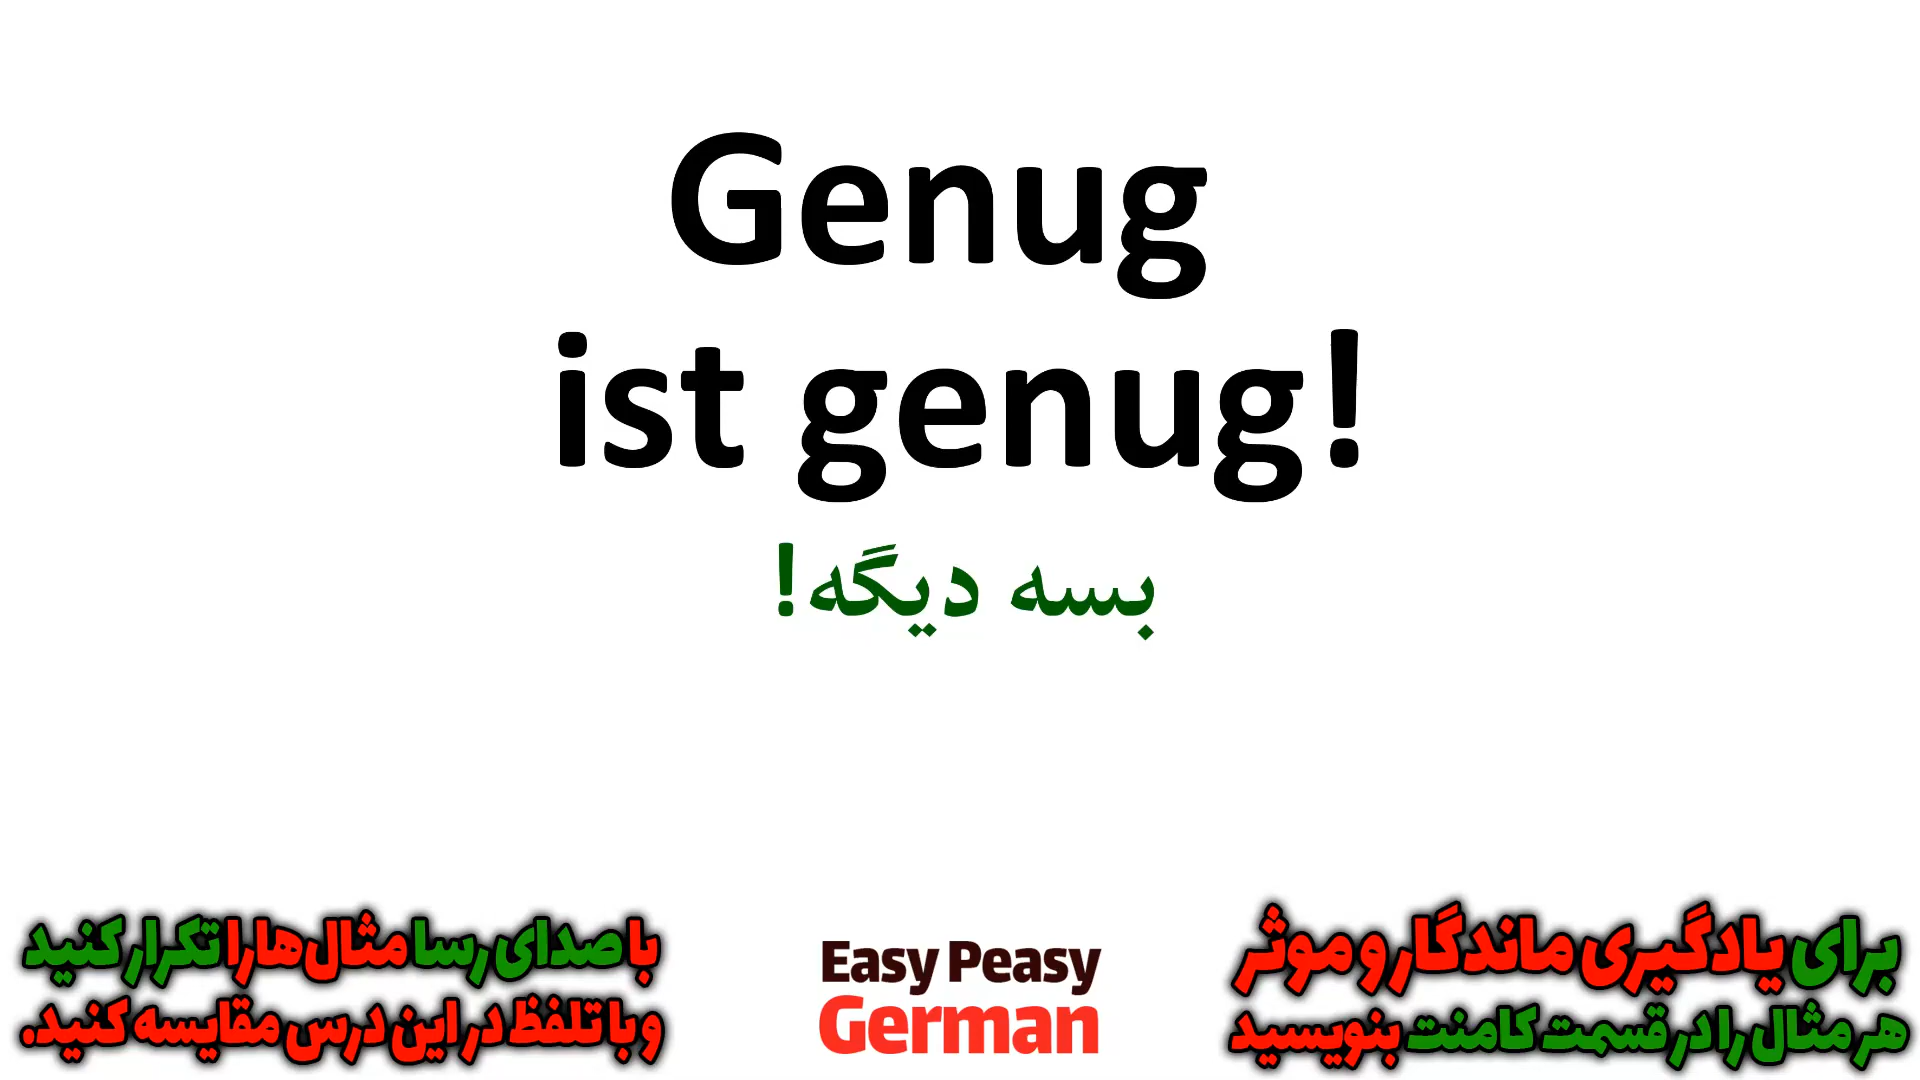 Genug
ist genug!
بسه دیگه!
برای یادگیری ماندگار و موثر
هر مثال را در قسمت کامنت بنویسید
Easy Peasy
German
با صدای رسا مثال‌ها را تکرار کنید
و با تلفظ در این درس مقایسه کنید.